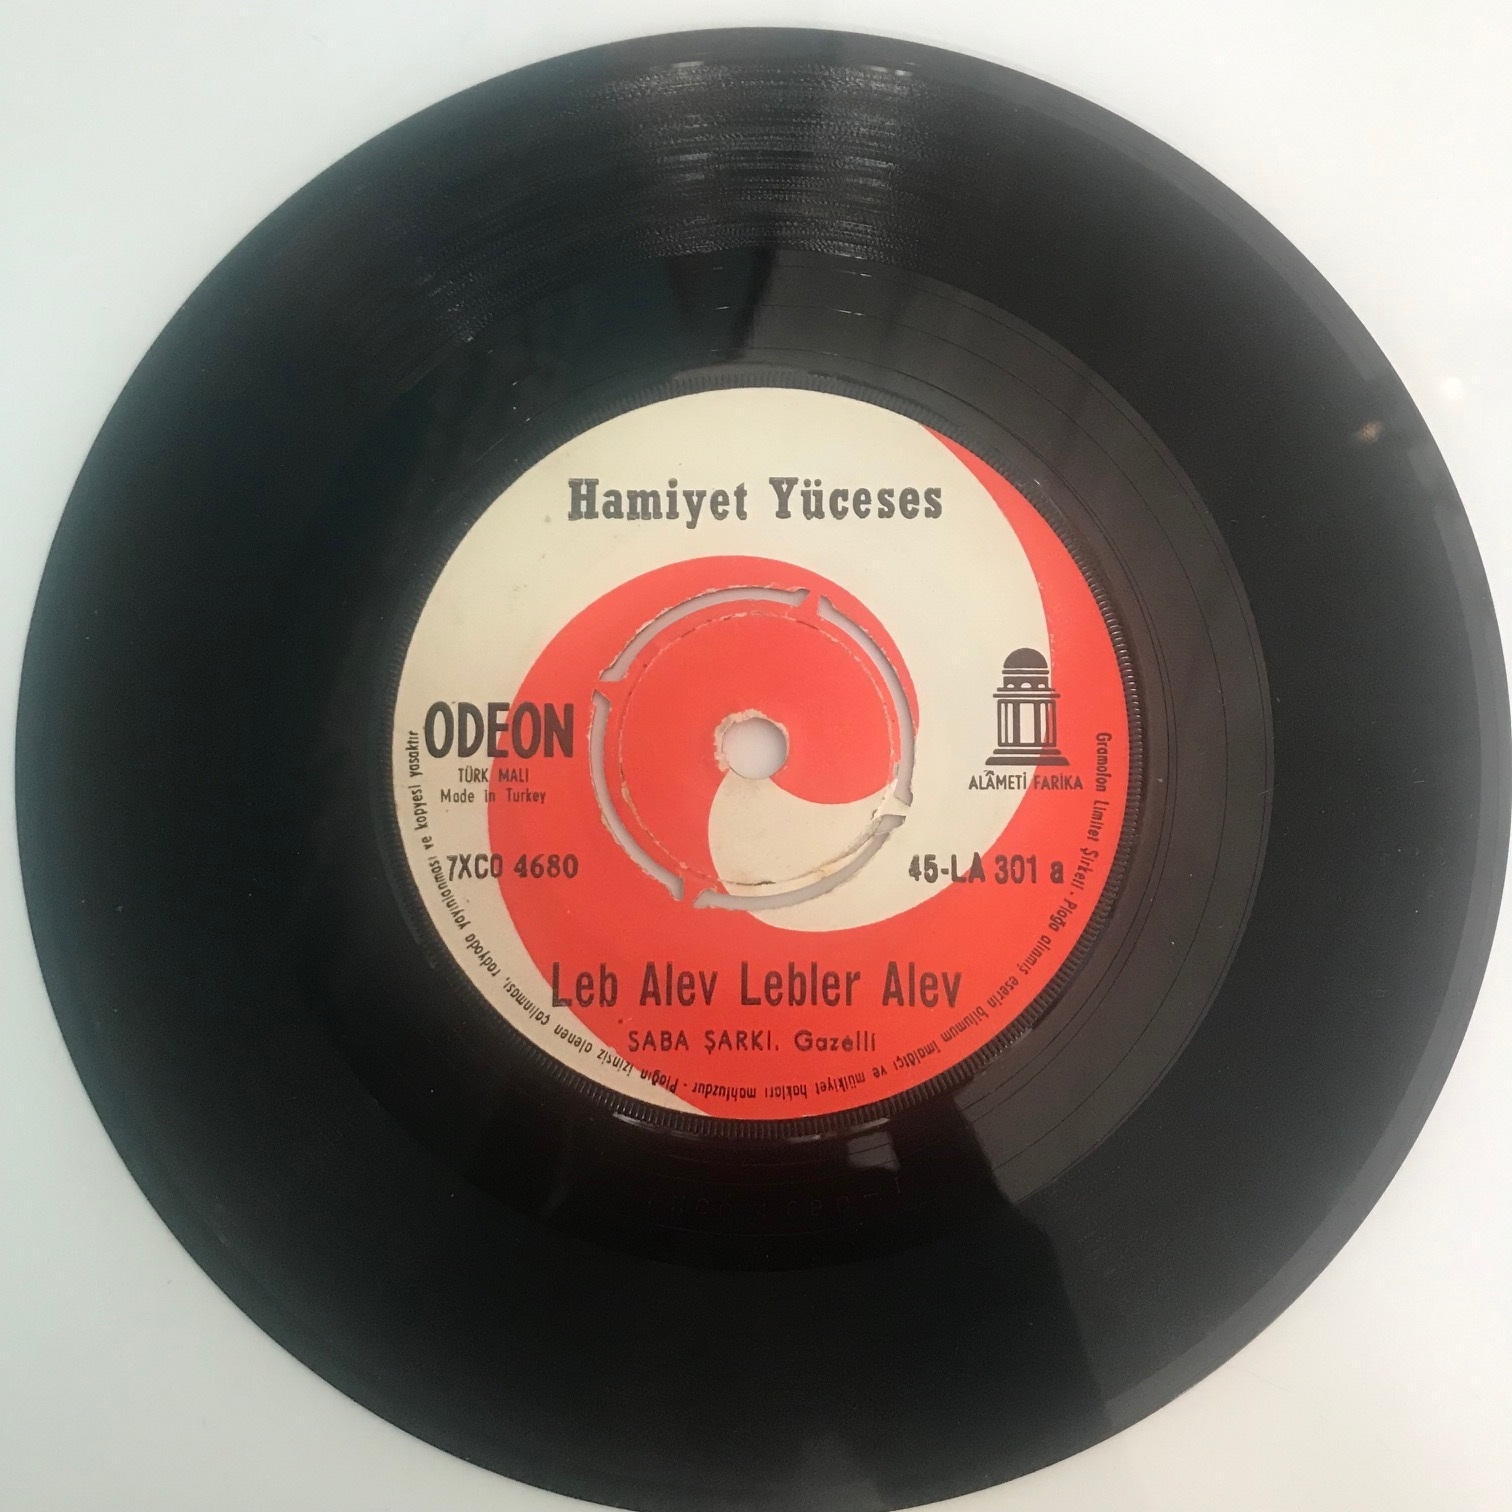 Hamiyet Yüceses
ODEON
TÜRK MALI
Made in Turkey
ALÂMETİ FARİKA
7XCO 4680
45-LA 301 a
Leb Alev Lebler Alev
SABA ŞARKI. Gazelli
Gramofon Limitet Şirketi - Plağa alınmış eserin bilumum imalâtçı ve mülkiyet hakları mahfuzdur - Plağın izinsiz alenen çalınması, radyoda yayınlanması ve kopyesi yasaktır